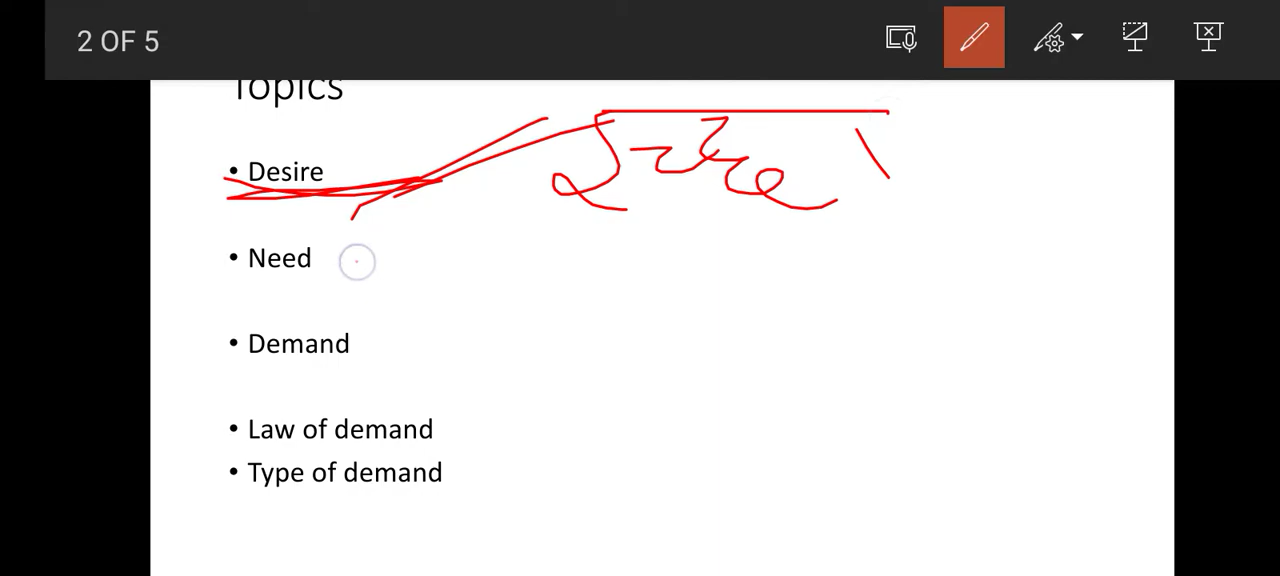 2 OF 5
Topics
• Desire
• Need
• Demand
• Law of demand
• Type of demand